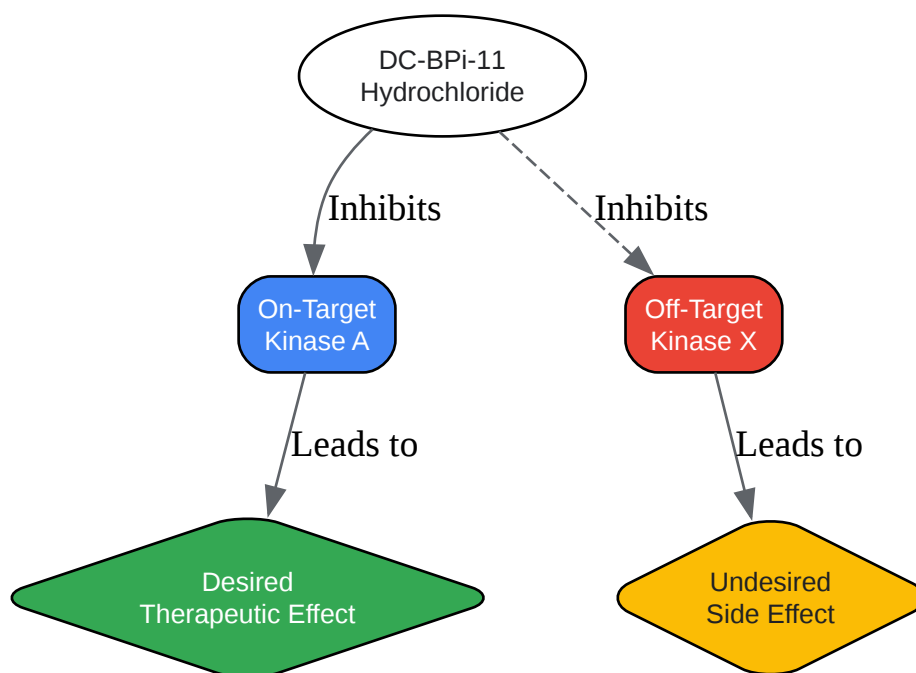 DC-BPi-11
Hydrochloride
Inhibits
Inhibits
On-Target
Kinase A
Off-Target
Kinase X
Leads to
Leads to
Desired
Therapeutic Effect
Undesired
Side Effect